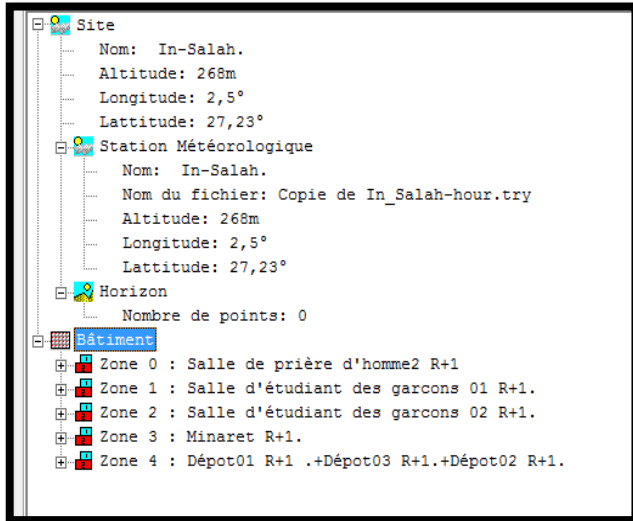 Site
Nom: In-Salah.
Altitude: 268m
Longitude: 2,5°
Lattitude: 27,23°
Station Météorologique
Nom: In-Salah.
Nom du fichier: Copie de In_Salah-hour.try
Altitude: 268m
Longitude: 2,5°
Lattitude: 27,23°
Horizon
Nombre de points: 0
Bâtiment
Zone 0 : Salle de prière d'homme2 R+1
Zone 1 : Salle d'étudiant des garcons 01 R+1.
Zone 2 : Salle d'étudiant des garcons 02 R+1.
Zone 3 : Minaret R+1.
Zone 4 : Dépot01 R+1 .+Dépot03 R+1.+Dépot02 R+1.